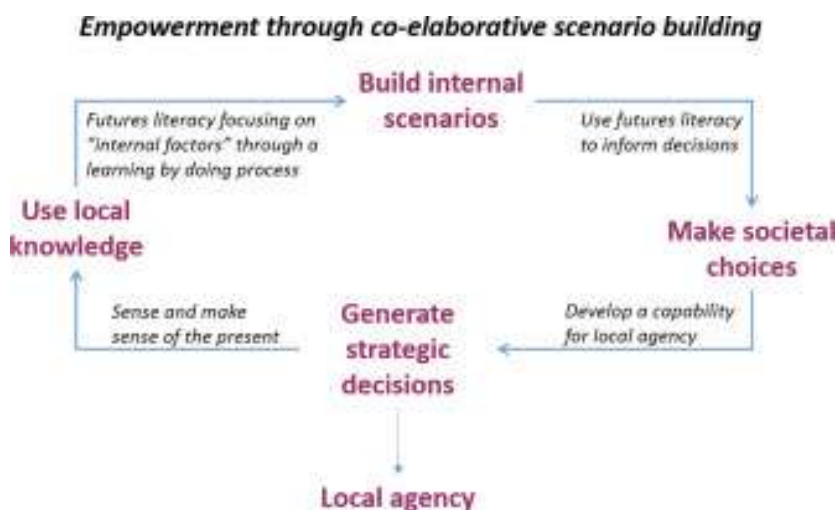 Empowerment through co-elaborative scenario building
Build internal
scenarios
Futures literacy focusing on
"internal factors" through a
learning by doing process
Use futures literacy
to inform decisions
Use local
knowledge
Make societal
choices
Sense and make
sense of the present
Generate
strategic
decisions
Develop a capability
for local agency
Local agency